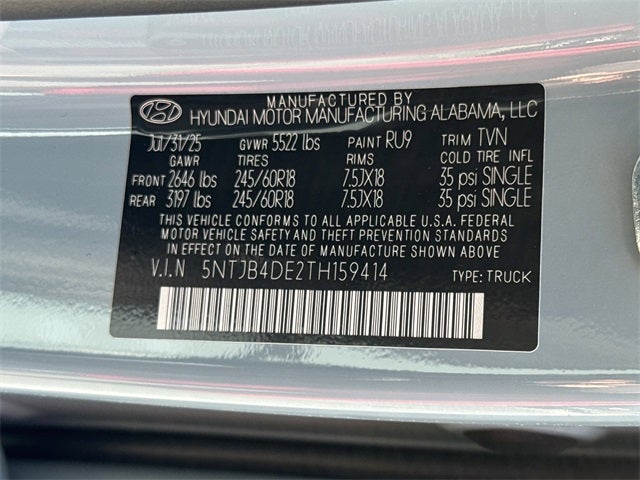 MANUFACTURED BY
HYUNDAI MOTOR MANUFACTURING ALABAMA, LLC
Jul/31/25 GVWR 5522 lbs PAINT RU9 TRIM TVN
GAWR TIRES RIMS COLD TIRE INFL
FRONT 2646 lbs 245/60R18 7.5JX18 35 psi SINGLE
REAR 3197 lbs 245/60R18 7.5JX18 35 psi SINGLE
THIS VEHICLE CONFORMS TO ALL APPLICABLE U.S.A. FEDERAL
MOTOR VEHICLE SAFETY AND THEFT PREVENTION STANDARDS
IN EFFECT ON THE DATE OF MANUFACTURE SHOWN ABOVE.
V.I.N 5NTJB4DE2TH159414 TYPE: TRUCK